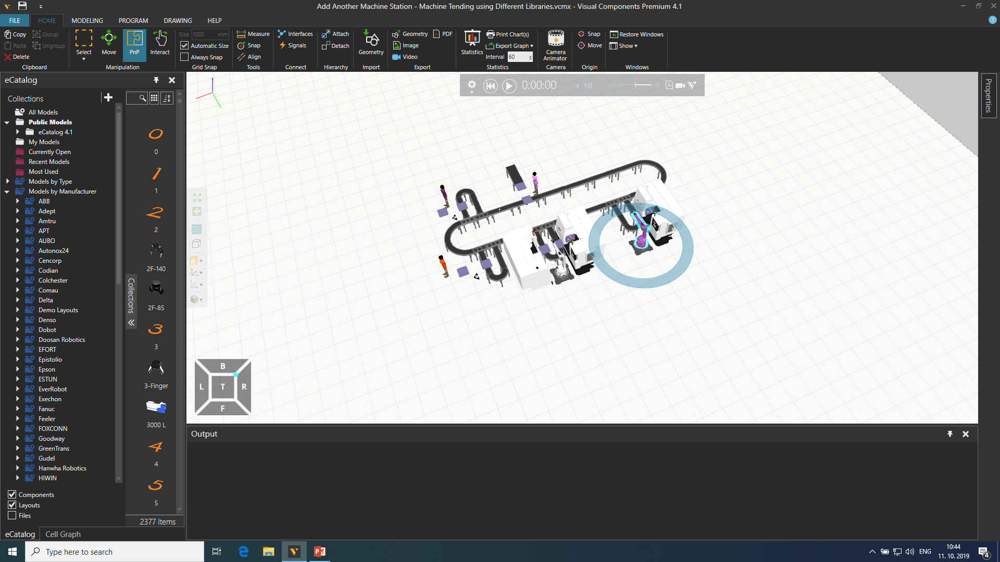 Add Another Machine Station - Machine Tending using Different Libraries.vcmx - Visual Components Premium 4.1
FILE HOME MODELING PROGRAM DRAWING HELP
Copy
Paste
Delete
Group
Ungroup
Clipboard
Select
Move
PnP
Interact
Manipulation
Size 1000 mm
Automatic Size
Always Snap
Grid Snap
Measure
Snap
Align
Tools
Interfaces
Signals
Connect
Attach
Detach
Hierarchy
Geometry
Import
Geometry
Image
Video
PDF
Export
Statistics
Print Chart(s)
Export Graph
Interval 60 s
Statistics
Camera Animator
Camera
Snap
Move
Origin
Restore Windows
Show
Windows
eCatalog
Collections
All Models
Public Models
eCatalog 4.1
My Models
Currently Open
Recent Models
Most Used
Models by Type
Models by Manufacturer
ABB
Adept
Amtru
APT
AUBO
Autonox24
Cencorp
Codian
Colchester
Comau
Delta
Demo Layouts
Denso
Dobot
Doosan Robotics
EFORT
Epistolio
Epson
ESTUN
EverRobot
Exechon
Fanuc
Feeler
FOXCONN
Goodway
GreenTrans
Gudel
Hanwha Robotics
HIWIN
Components
Layouts
Files
Collections
0
0
1
1
2
2
2F-140
2F-85
3
3
3-Finger
3000 L
4
4
5
5
2377 Items
eCatalog Cell Graph
0:00:00 x 1.0
Properties
B
L T R
F
Output
Type here to search
ENG
10:44
11. 10. 2019
4